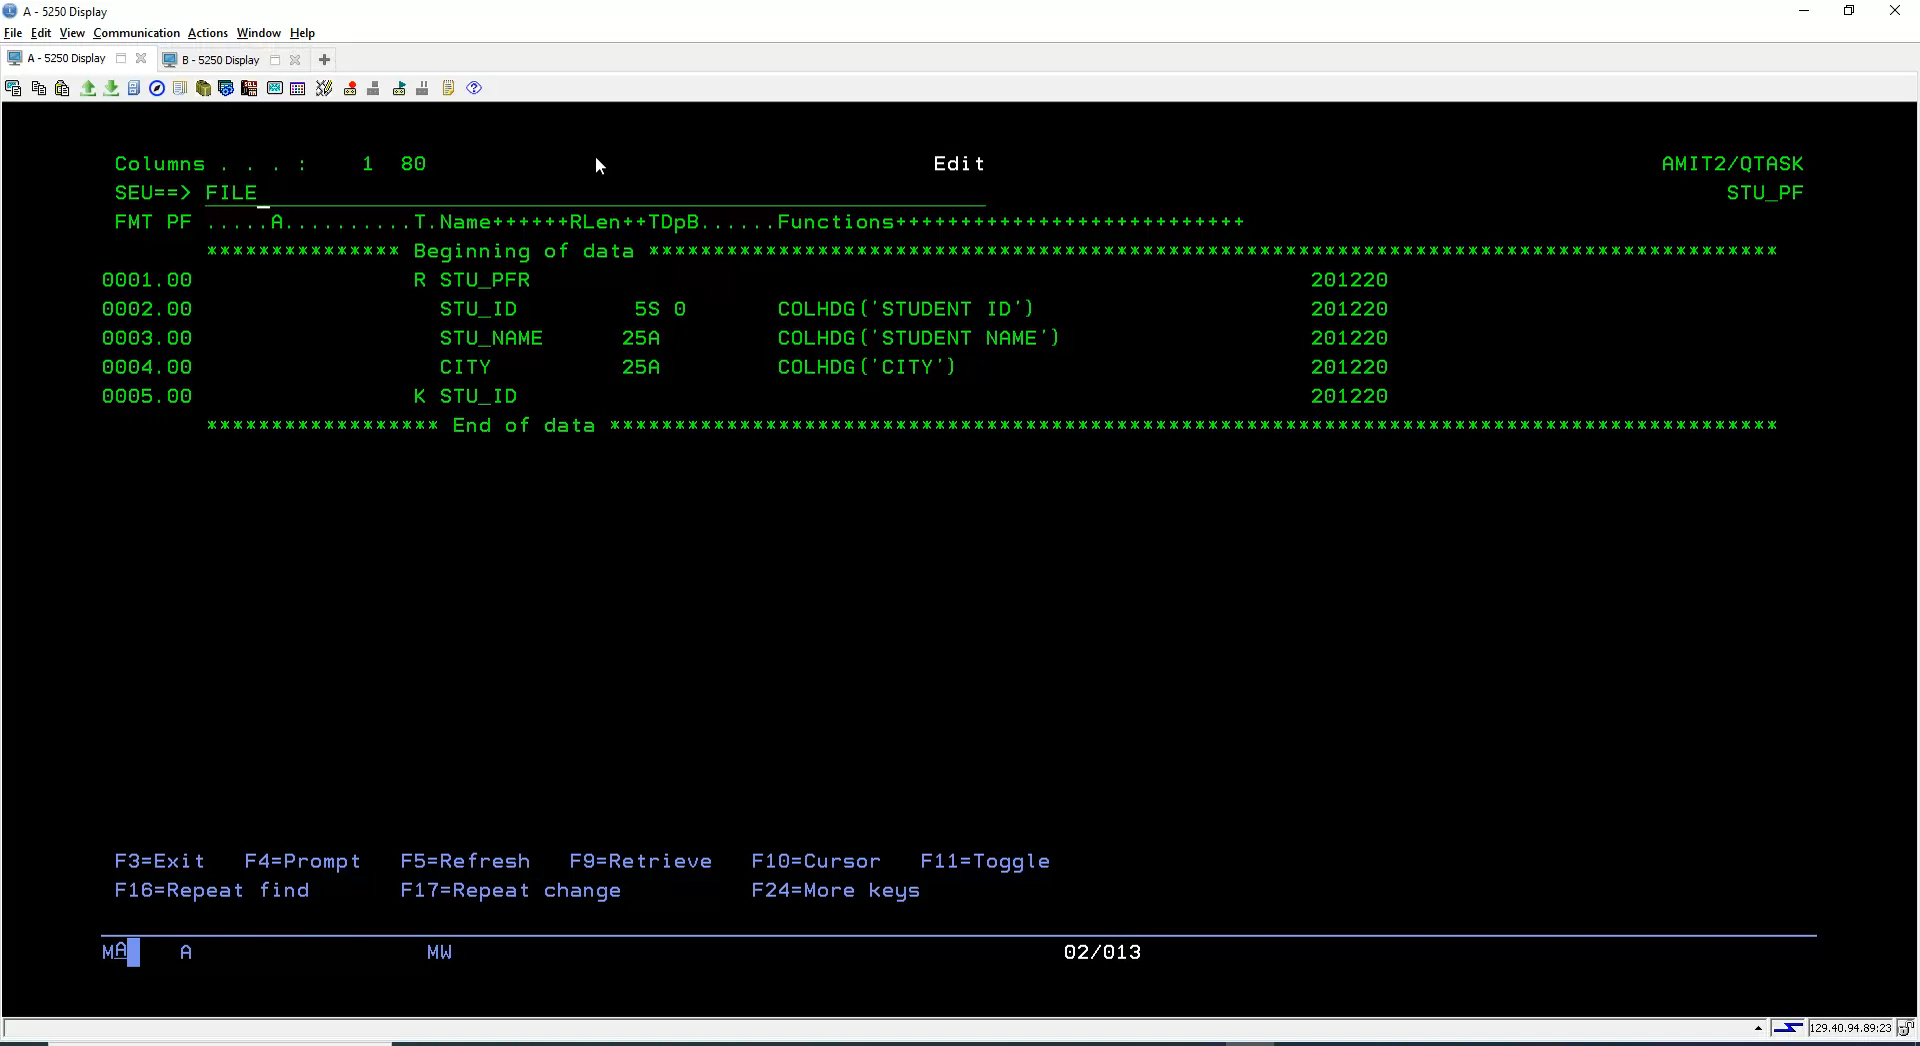 A - 5250 Display
File Edit View Communication Actions Window Help
A - 5250 Display B - 5250 Display
Columns . . . : 1 80 Edit AMIT2/QTASK
SEU==> FILE_ STU_PF
FMT PF .....A..........T.Name++++++RLen++TDpB......Functions+++++++++++++++++++++++++++
*************** Beginning of data ***************************************************************************************
0001.00 R STU_PFR 201220
0002.00 STU_ID 5S 0 COLHDG('STUDENT ID') 201220
0003.00 STU_NAME 25A COLHDG('STUDENT NAME') 201220
0004.00 CITY 25A COLHDG('CITY') 201220
0005.00 K STU_ID 201220
****************** End of data ******************************************************************************************
F3=Exit F4=Prompt F5=Refresh F9=Retrieve F10=Cursor F11=Toggle
F16=Repeat find F17=Repeat change F24=More keys
MA A MW 02/013
129.40.94.89:23